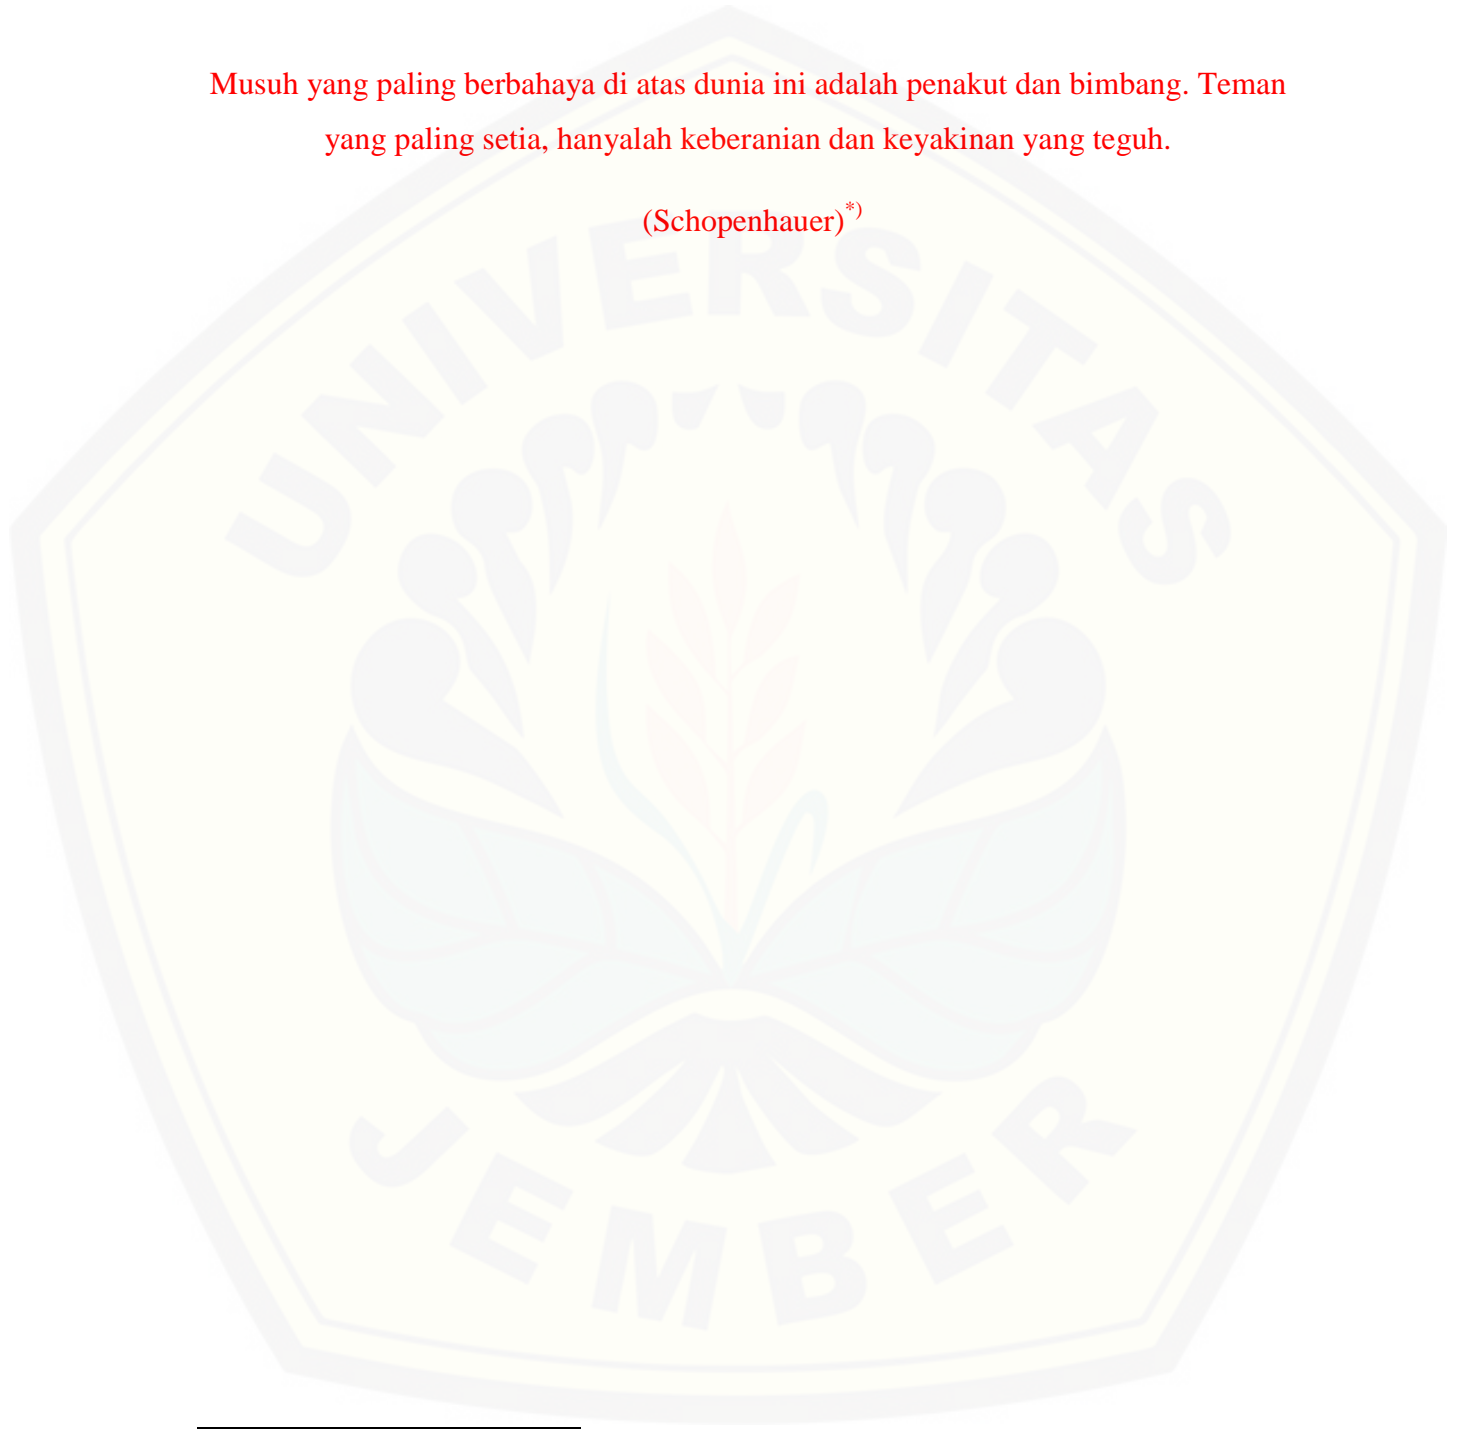 Musuh yang paling berbahaya di atas dunia ini adalah penakut dan bimbang. Teman
yang paling setia, hanyalah keberanian dan keyakinan yang teguh.
(Schopenhauer)*)
UNIVERSITAS
JEMBER